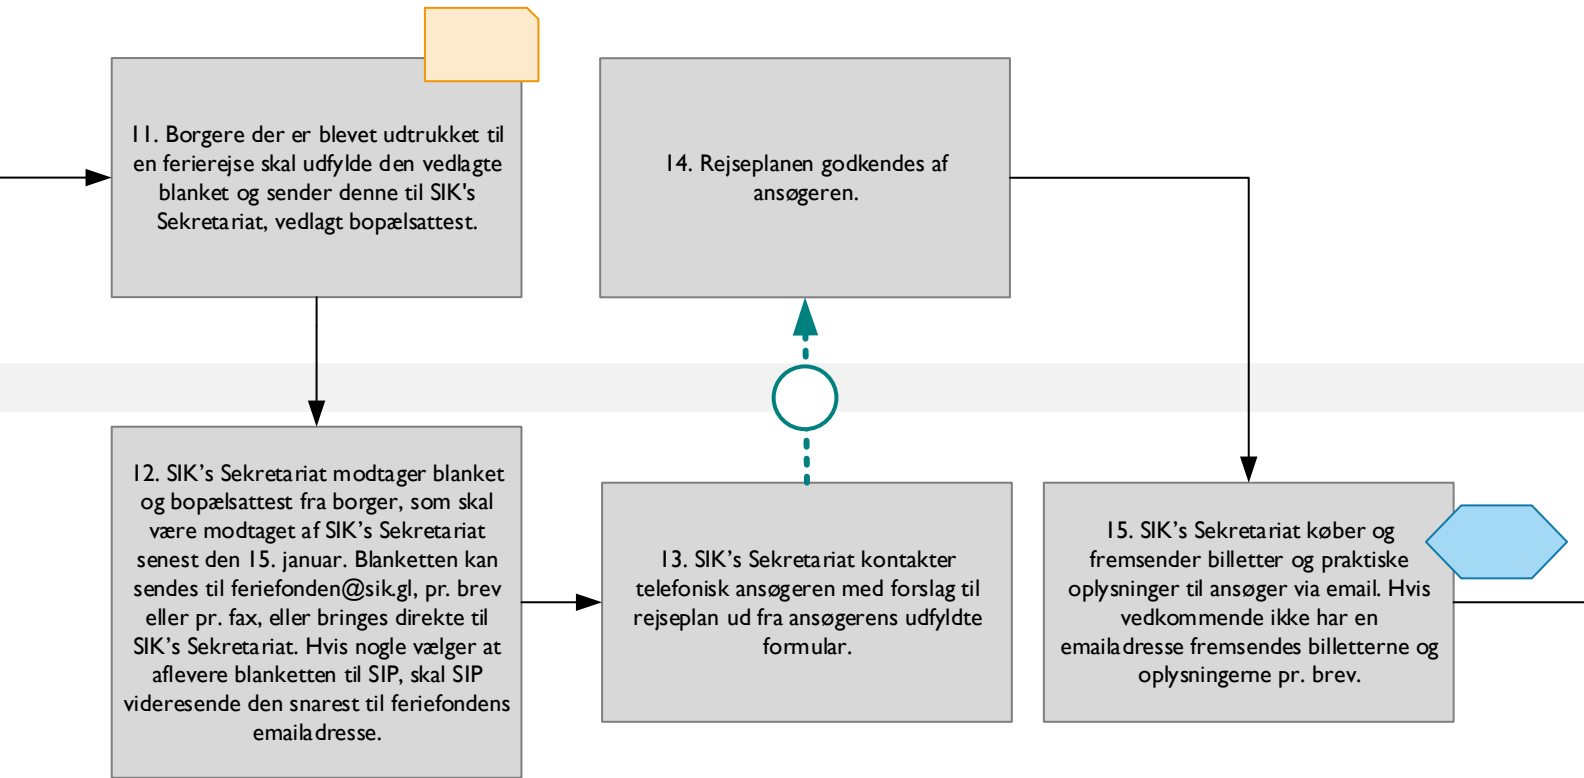 11. Borgere der er blevet udtrukket til
en ferierejse skal udfylde den vedlagte
blanket og sender denne til SIK's
Sekretariat, vedlagt bopælsattest.
12. SIK’s Sekretariat modtager blanket
og bopælsattest fra borger, som skal
være modtaget af SIK’s Sekretariat
senest den 15. januar. Blanketten kan
sendes til feriefonden@sik.gl, pr. brev
eller pr. fax, eller bringes direkte til
SIK’s Sekretariat. Hvis nogle vælger at
aflevere blanketten til SIP, skal SIP
videresende den snarest til feriefondens
emailadresse.
13. SIK’s Sekretariat kontakter
telefonisk ansøgeren med forslag til
rejseplan ud fra ansøgerens udfyldte
formular.
14. Rejseplanen godkendes af
ansøgeren.
15. SIK’s Sekretariat køber og
fremsender billetter og praktiske
oplysninger til ansøger via email. Hvis
vedkommende ikke har en
emailadresse fremsendes billetterne og
oplysningerne pr. brev.